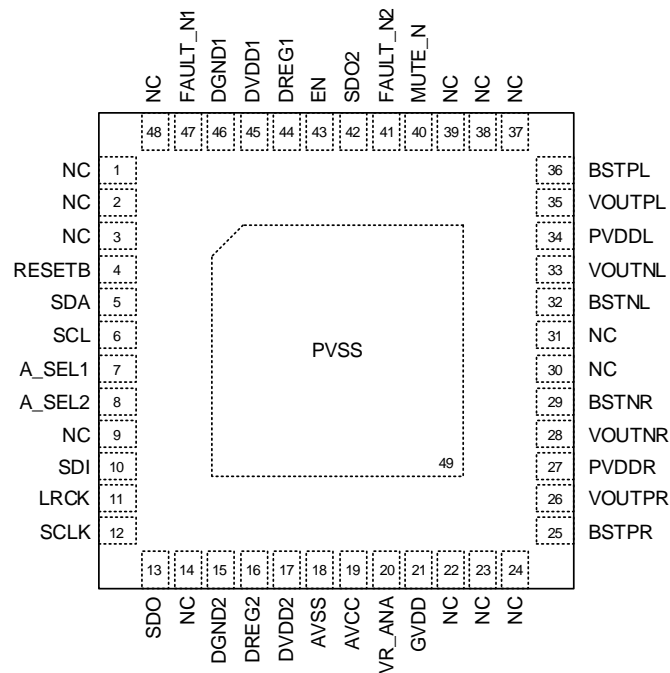 NC
FAULT_N1
DGND1
DVDD1
DREG1
EN
SDO2
FAULT_N2
MUTE_N
NC
NC
NC
48 47 46 45 44 43 42 41 40 39 38 37
NC 1
NC 2
NC 3
RESETB 4
SDA 5
SCL 6
A_SEL1 7
A_SEL2 8
NC 9
SDI 10
LRCK 11
SCLK 12
PVSS
49
36 BSTPL
35 VOUTPL
34 PVDDL
33 VOUTNL
32 BSTNL
31 NC
30 NC
29 BSTNR
28 VOUTNR
27 PVDDR
26 VOUTPR
25 BSTPR
13 14 15 16 17 18 19 20 21 22 23 24
SDO
NC
DGND2
DREG2
DVDD2
AVSS
AVCC
VR_ANA
GVDD
NC
NC
NC